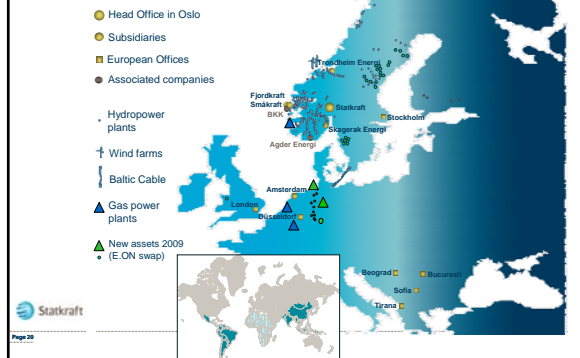 Head Office in Oslo
Subsidiaries
European Offices
Associated companies
Hydropower
plants
Wind farms
Baltic Cable
Gas power
plants
New assets 2009
(E.ON swap)
Trondheim Energi
Fjordkraft
Småkraft
BKK
Statkraft
Stockholm
Skagerak Energi
Agder Energi
Amsterdam
London
Düsseldorf
Beograd
Bucuresti
Sofia
Tirana
Statkraft
Page 20